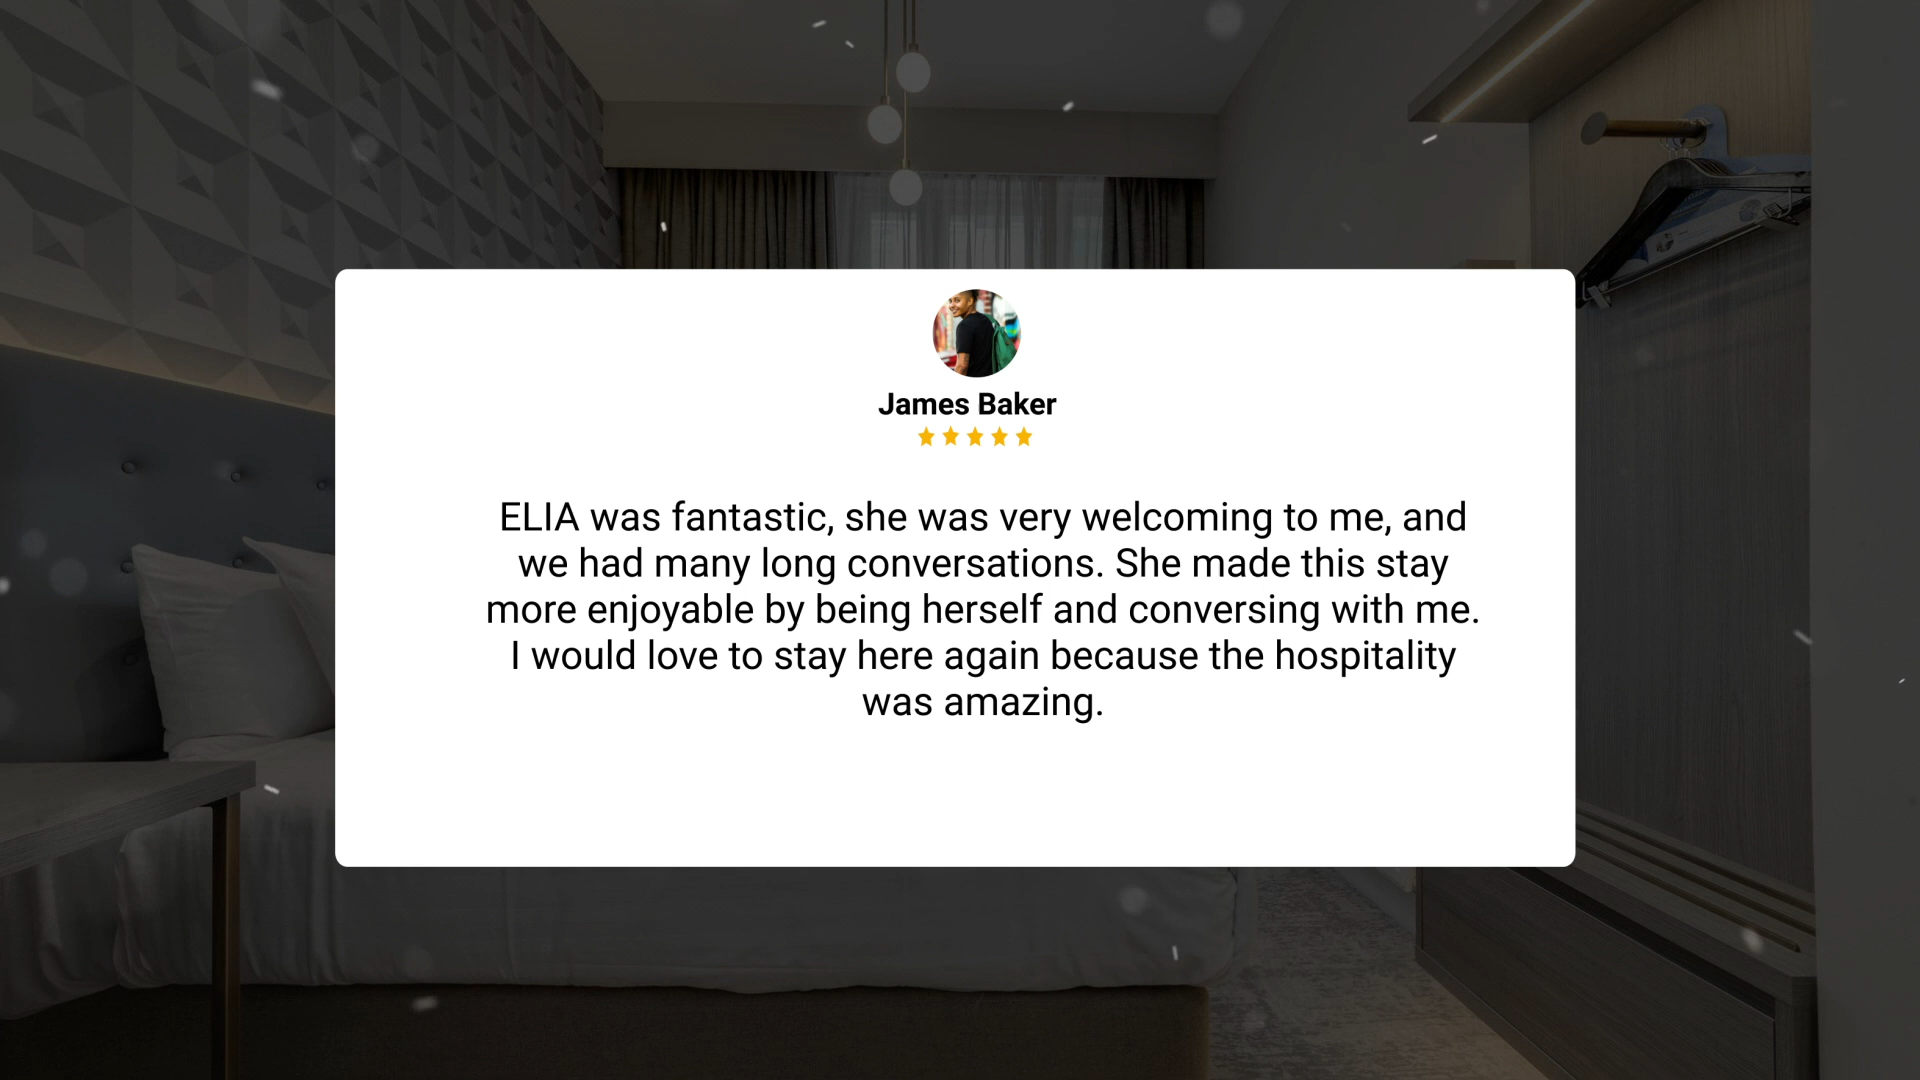 James Baker
ELIA was fantastic, she was very welcoming to me, and
we had many long conversations. She made this stay
more enjoyable by being herself and conversing with me.
I would love to stay here again because the hospitality
was amazing.